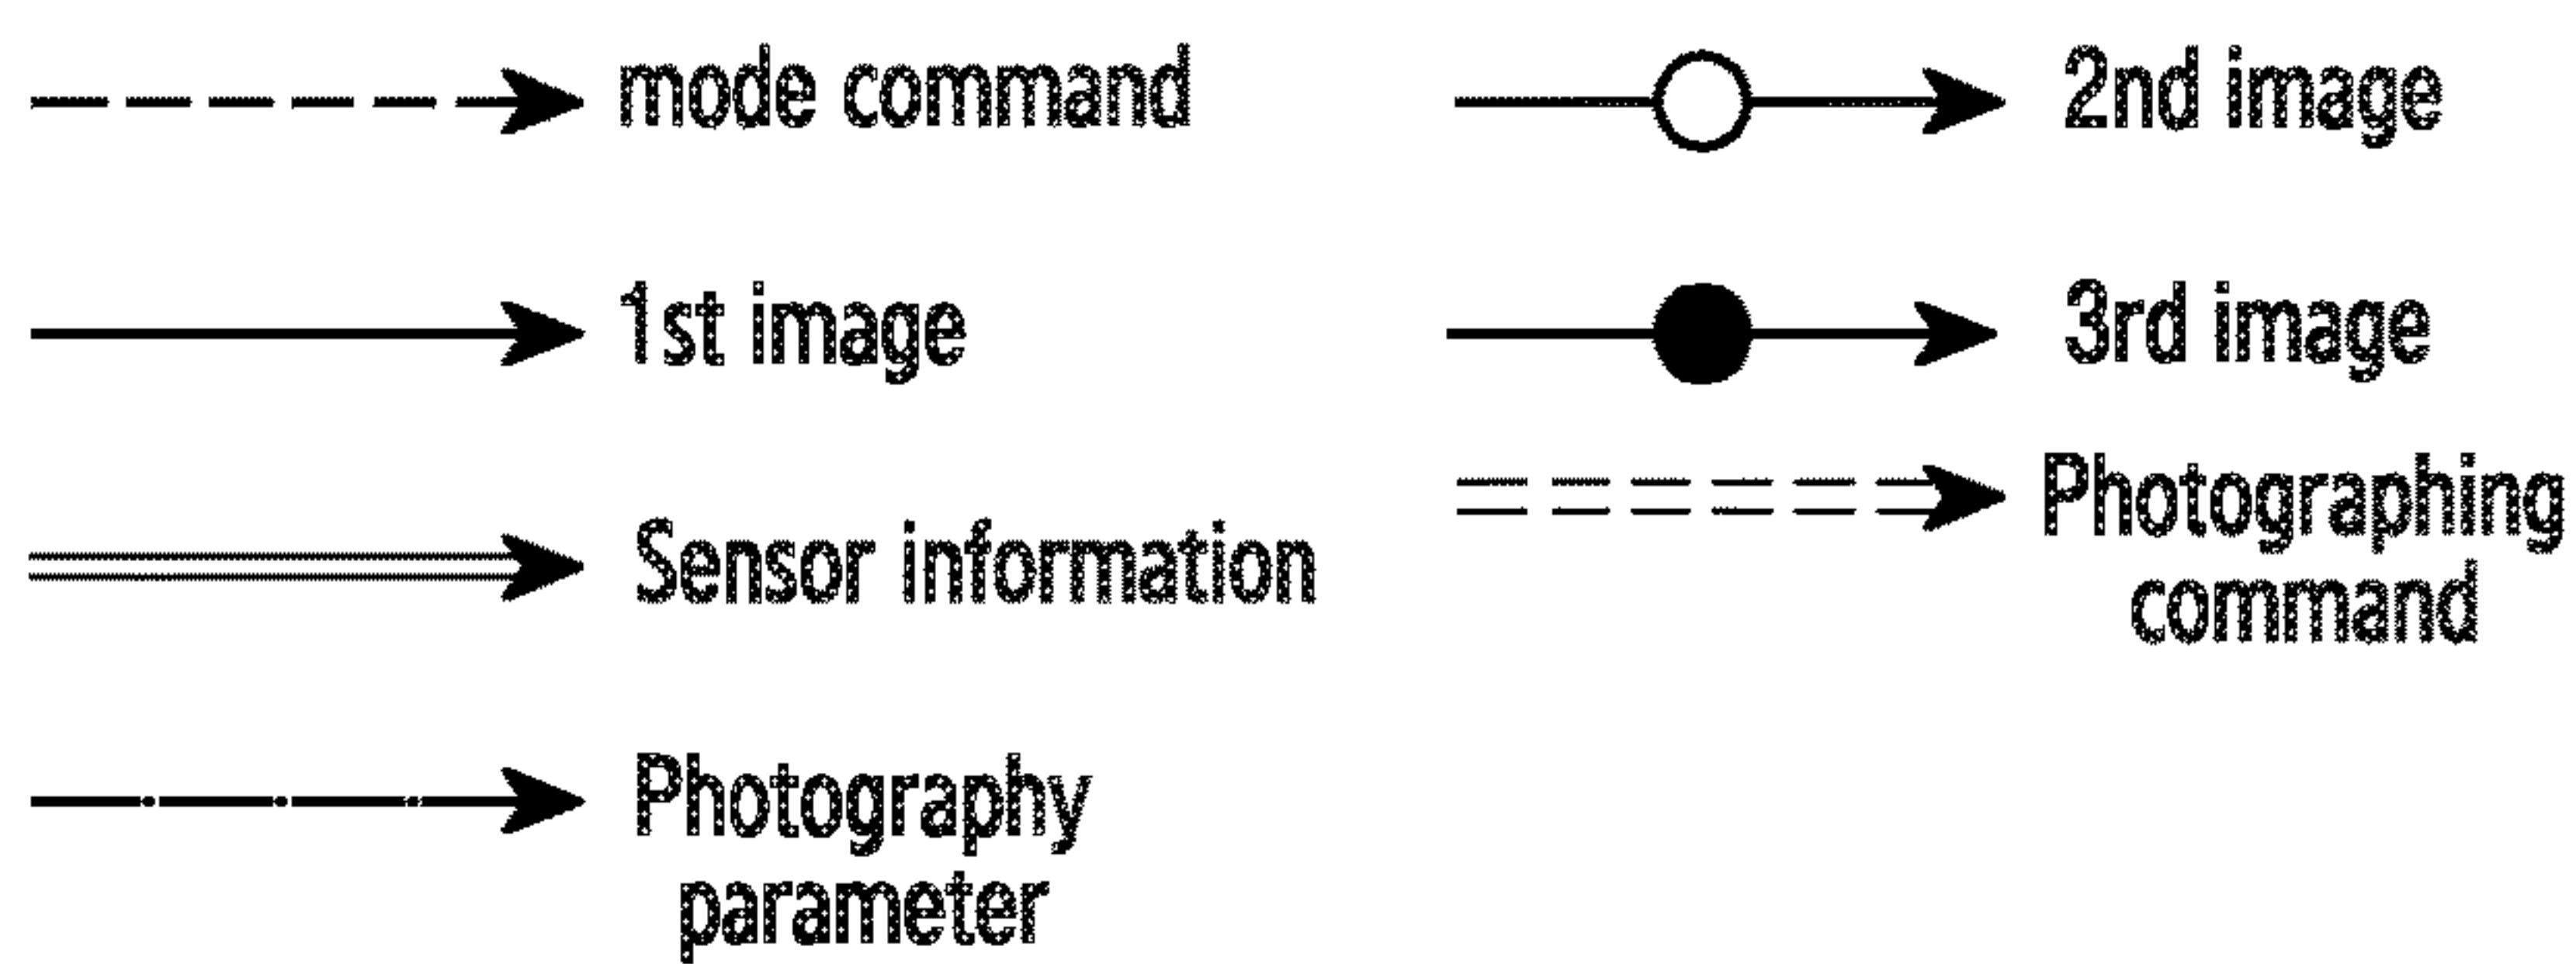 mode command
1st image
Sensor information
Photography
parameter
2nd image
3rd image
Photographing
command